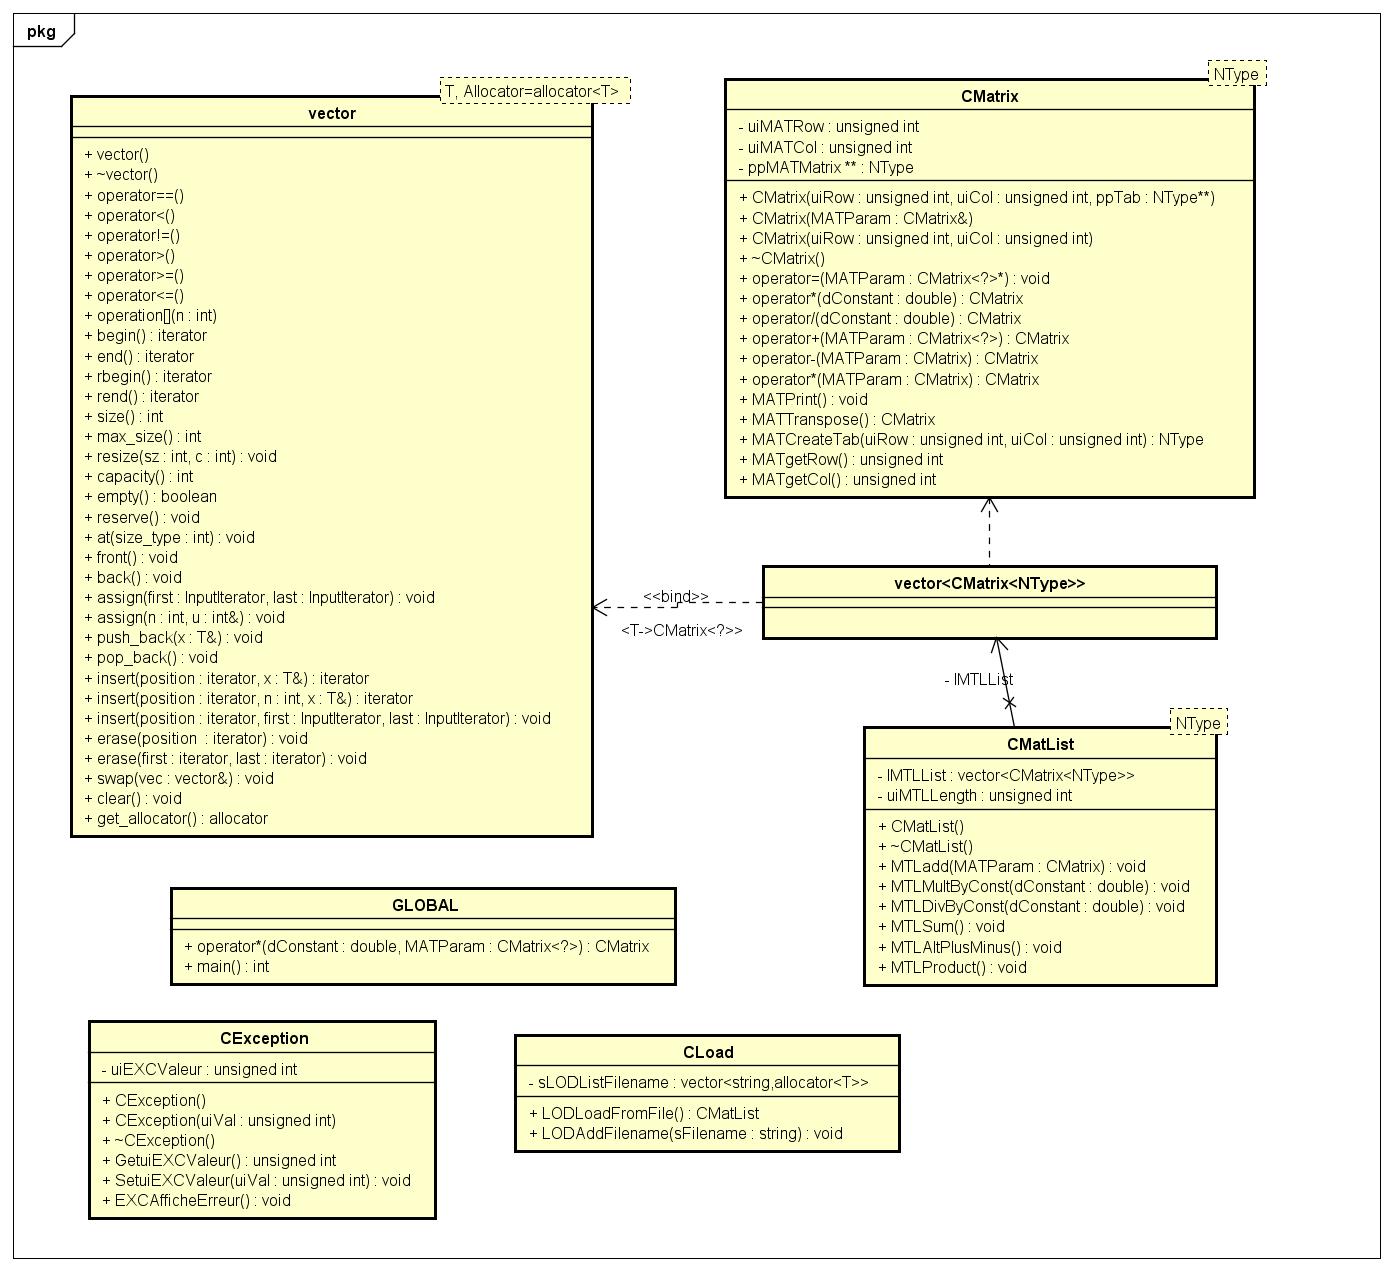 pkg
T, Allocator=allocator<T>
vector
+ vector()
+ ~vector()
+ operator==()
+ operator<()
+ operator!=()
+ operator>()
+ operator>=()
+ operator<=()
+ operation[](n : int)
+ begin() : iterator
+ end() : iterator
+ rbegin() : iterator
+ rend() : iterator
+ size() : int
+ max_size() : int
+ resize(sz : int, c : int) : void
+ capacity() : int
+ empty() : boolean
+ reserve() : void
+ at(size_type : int) : void
+ front() : void
+ back() : void
+ assign(first : InputIterator, last : InputIterator) : void
+ assign(n : int, u : int&) : void
+ push_back(x : T&) : void
+ pop_back() : void
+ insert(position : iterator, x : T&) : iterator
+ insert(position : iterator, n : int, x : T&) : iterator
+ insert(position : iterator, first : InputIterator, last : InputIterator) : void
+ erase(position  : iterator) : void
+ erase(first : iterator, last : iterator) : void
+ swap(vec : vector&) : void
+ clear() : void
+ get_allocator() : allocator
NType
CMatrix
- uiMATRow : unsigned int
- uiMATCol : unsigned int
- ppMATMatrix ** : NType
+ CMatrix(uiRow : unsigned int, uiCol : unsigned int, ppTab : NType**)
+ CMatrix(MATParam : CMatrix&)
+ CMatrix(uiRow : unsigned int, uiCol : unsigned int)
+ ~CMatrix()
+ operator=(MATParam : CMatrix<?>*) : void
+ operator*(dConstant : double) : CMatrix
+ operator/(dConstant : double) : CMatrix
+ operator+(MATParam : CMatrix<?>) : CMatrix
+ operator-(MATParam : CMatrix) : CMatrix
+ operator*(MATParam : CMatrix) : CMatrix
+ MATPrint() : void
+ MATTranspose() : CMatrix
+ MATCreateTab(uiRow : unsigned int, uiCol : unsigned int) : NType
+ MATgetRow() : unsigned int
+ MATgetCol() : unsigned int
<<bind>>
<T->CMatrix<?>>
vector<CMatrix<NType>>
- lMTLList
NType
CMatList
- lMTLList : vector<CMatrix<NType>>
- uiMTLLength : unsigned int
+ CMatList()
+ ~CMatList()
+ MTLadd(MATParam : CMatrix) : void
+ MTLMultByConst(dConstant : double) : void
+ MTLDivByConst(dConstant : double) : void
+ MTLSum() : void
+ MTLAltPlusMinus() : void
+ MTLProduct() : void
GLOBAL
+ operator*(dConstant : double, MATParam : CMatrix<?>) : CMatrix
+ main() : int
CException
- uiEXCValeur : unsigned int
+ CException()
+ CException(uiVal : unsigned int)
+ ~CException()
+ GetuiEXCValeur() : unsigned int
+ SetuiEXCValeur(uiVal : unsigned int) : void
+ EXCAfficheErreur() : void
CLoad
- sLODListFilename : vector<string,allocator<T>>
+ LODLoadFromFile() : CMatList
+ LODAddFilename(sFilename : string) : void